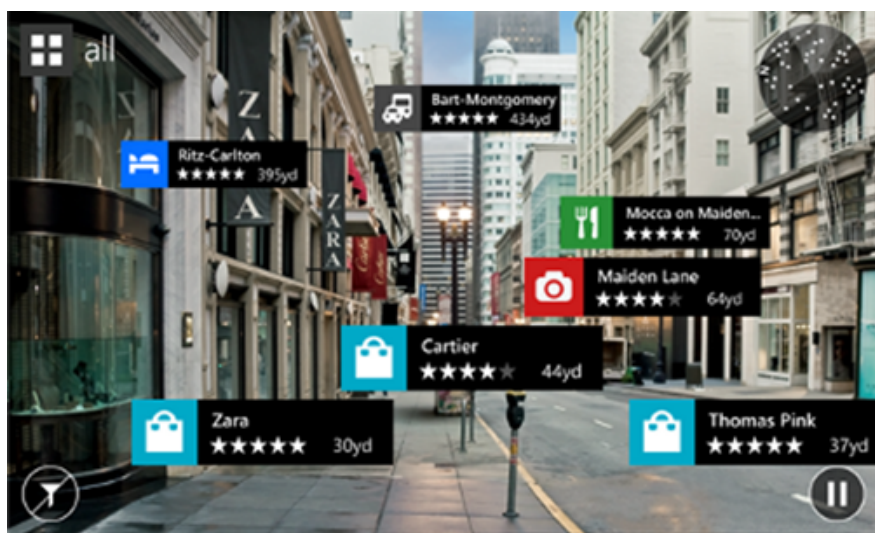 all
Bart-Montgomery
434yd
Ritz-Carlton
395yd
Mocca on Maiden...
70yd
Maiden Lane
64yd
Cartier
44yd
Zara
30yd
Thomas Pink
37yd
ZARA
ZARA
Cartier
N